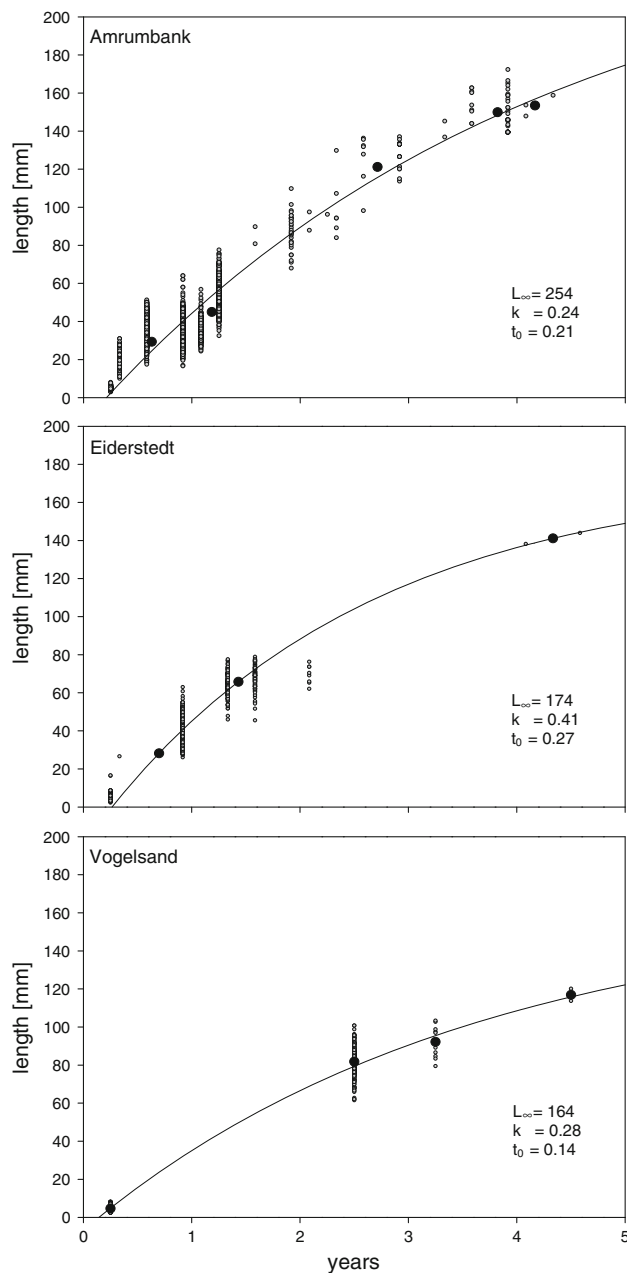 Amrumbank
200
180
160
140
120
100
80
60
40
20
0
length [mm]
L∞= 254
k = 0.24
t0 = 0.21
Eiderstedt
200
180
160
140
120
100
80
60
40
20
0
length [mm]
L∞= 174
k = 0.41
t0 = 0.27
Vogelsand
200
180
160
140
120
100
80
60
40
20
0
length [mm]
L∞= 164
k = 0.28
t0 = 0.14
0 1 2 3 4 5
years